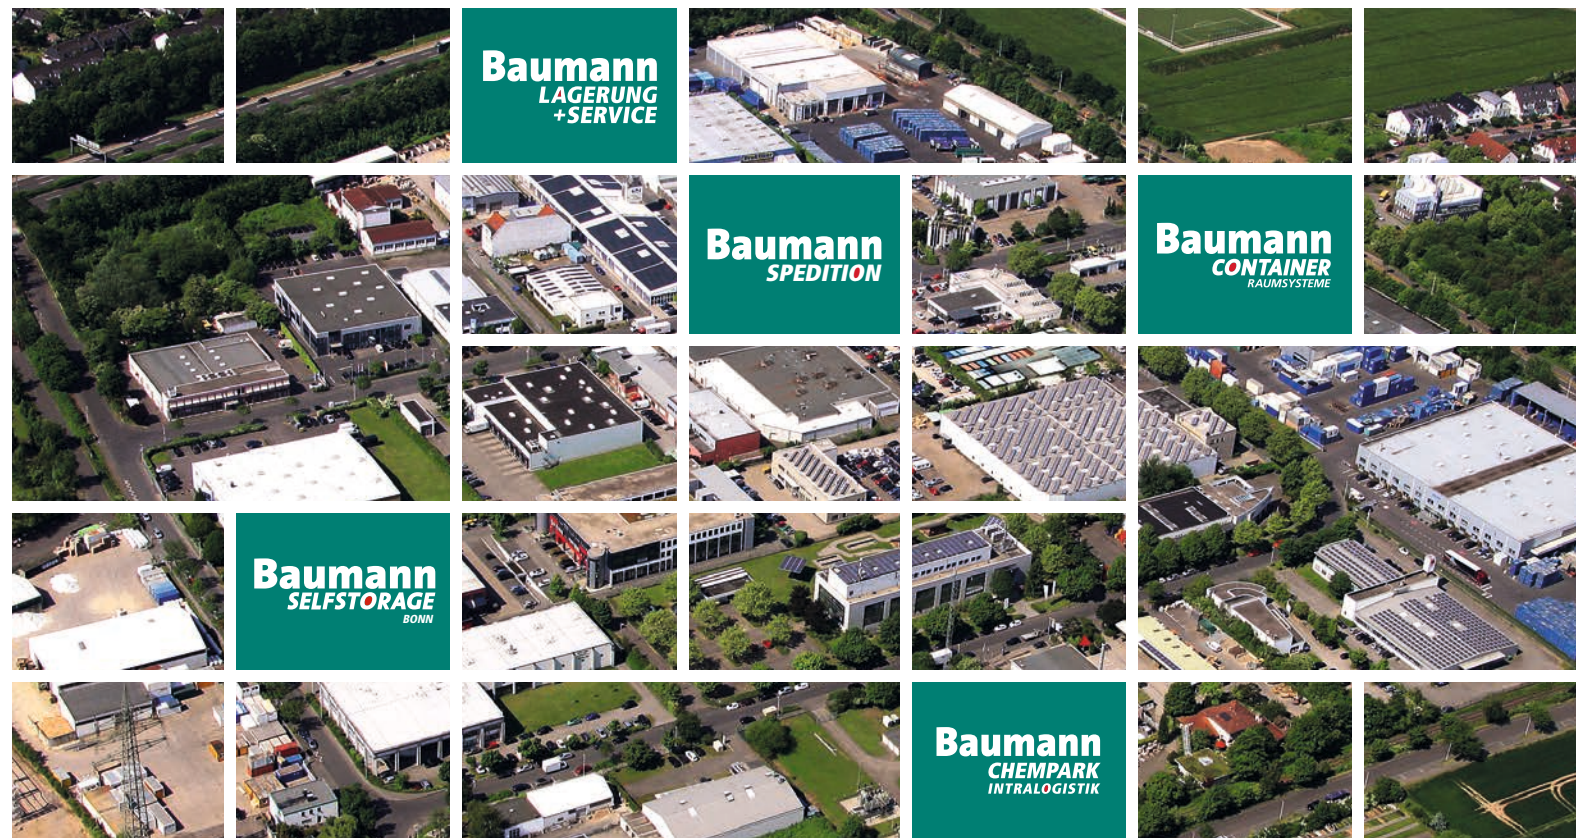 Baumann
LAGERUNG
+SERVICE
Baumann
SPEDITION
Baumann
CONTAINER
RAUMSYSTEME
Baumann
SELFSTORAGE
BONN
Baumann
CHEMPARK
INTRALOGISTIK